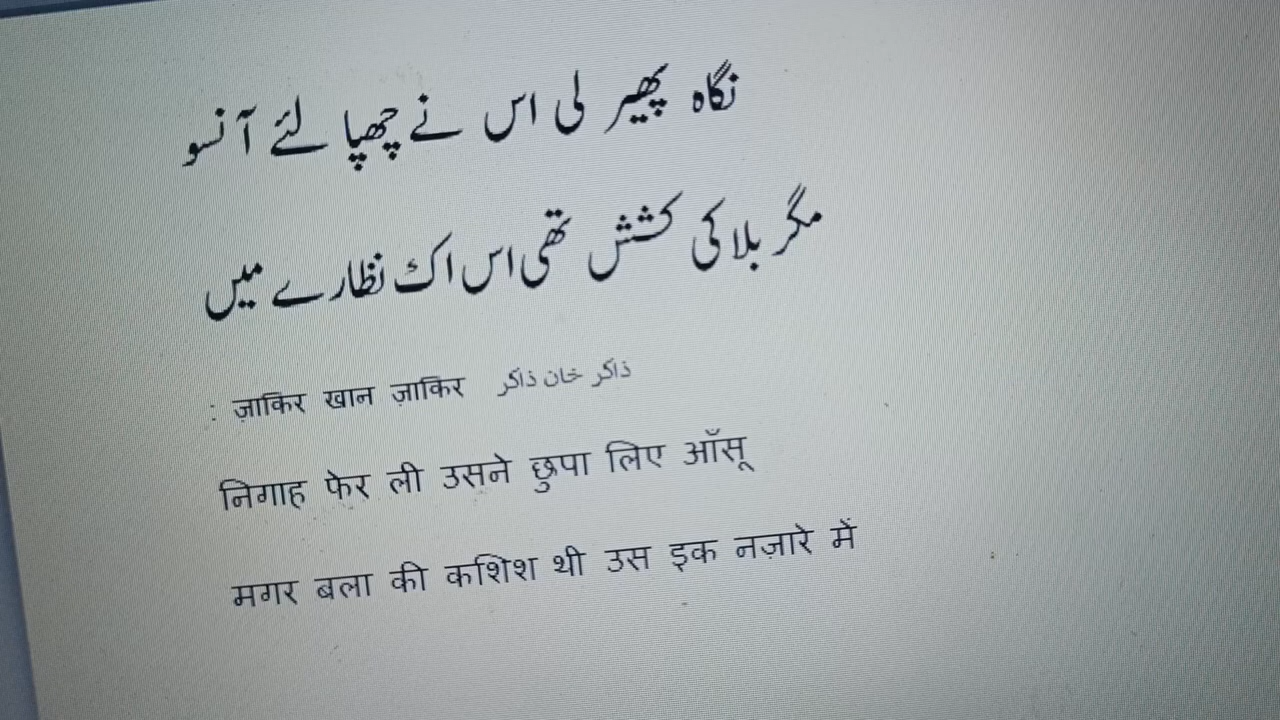 نگاہ پھیر لی اس نے چھپا لئے آنسو
مگر بلا کی کشش تھی اس اک نظارے میں
: ज़ाकिर खान ज़ाकिर ذاکر خان ذاکر
निगाह फेर ली उसने छुपा लिए आँसू
मगर बला की कशिश थी उस इक नज़ारे में